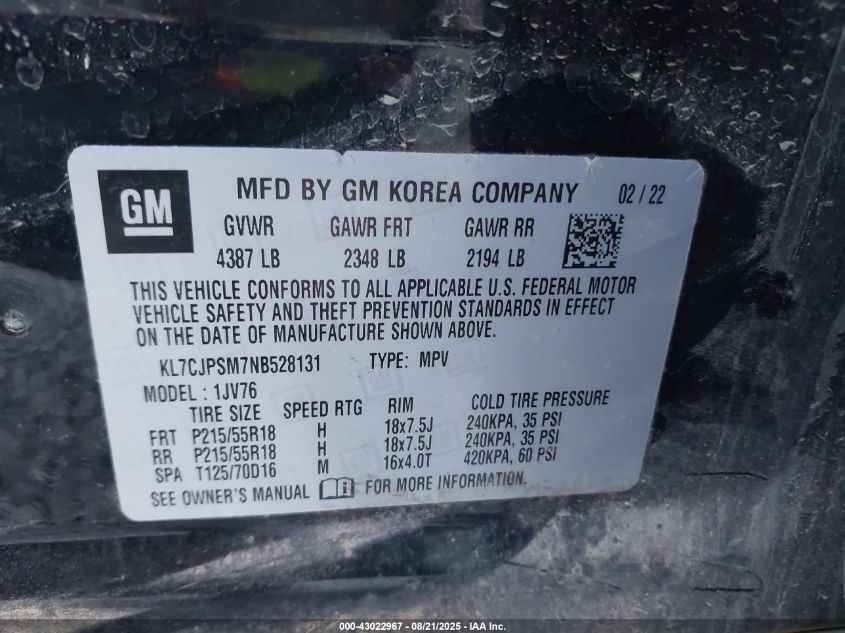 GM
MFD BY GM KOREA COMPANY 02 / 22
GVWR GAWR FRT GAWR RR
4387 LB 2348 LB 2194 LB
THIS VEHICLE CONFORMS TO ALL APPLICABLE U.S. FEDERAL MOTOR
VEHICLE SAFETY AND THEFT PREVENTION STANDARDS IN EFFECT
ON THE DATE OF MANUFACTURE SHOWN ABOVE.
KL7CJPSM7NB528131 TYPE: MPV
MODEL : 1JV76
TIRE SIZE SPEED RTG RIM COLD TIRE PRESSURE
FRT P215/55R18 H 18x7.5J 240KPA, 35 PSI
RR P215/55R18 H 18x7.5J 240KPA, 35 PSI
SPA T125/70D16 M 16x4.0T 420KPA, 60 PSI
SEE OWNER'S MANUAL FOR MORE INFORMATION.
000-43022967 - 08/21/2025 - IAA Inc.